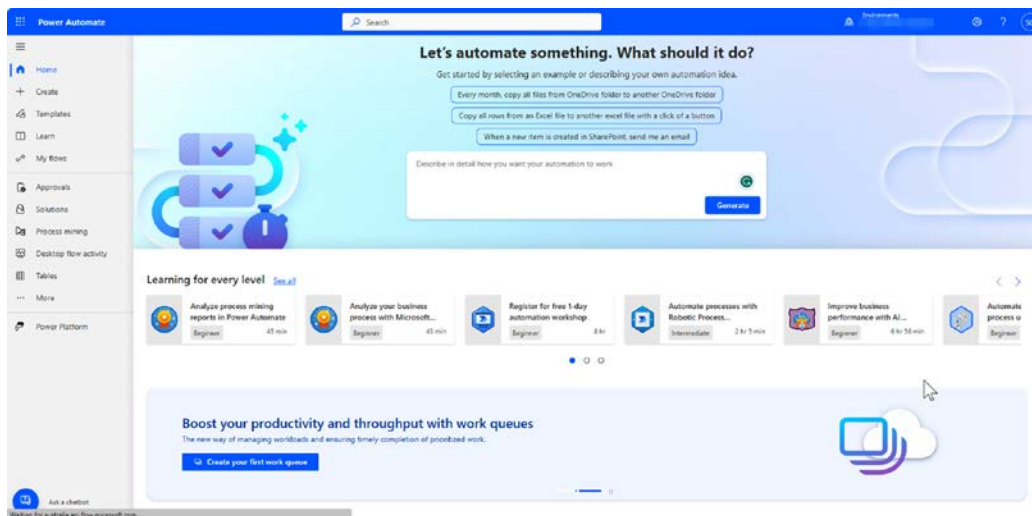 Power Automate
Search
Environments
Home
Create
Templates
Learn
My flows
Approvals
Solutions
Process mining
Desktop flow activity
Tables
More
Power Platform
Ask a chatbot
Let's automate something. What should it do?
Get started by selecting an example or describing your own automation idea.
Every month, copy all files from OneDrive folder to another OneDrive folder
Copy all rows from an Excel file to another excel file with a click of a button
When a new item is created in SharePoint, send me an email
Describe in detail how you want your automation to work
Generate
Learning for every level See all
Analyze process mining
reports in Power Automate
Beginner 45 min
Analyze your business
process with Microsoft...
Beginner 43 min
Register for free 1-day
automation workshop
Beginner 8 hr
Automate processes with
Robotic Process...
Intermediate 2 hr 5 min
Improve business
performance with AI...
Beginner 6 hr 56 min
Automate
process u
Beginner
Boost your productivity and throughput with work queues
The new way of managing workloads and ensuring timely completion of prioritized work.
Create your first work queue